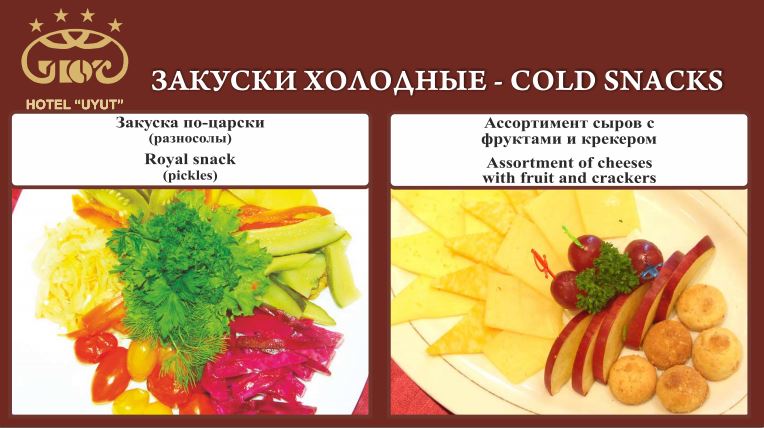 УЮТ
HOTEL "UYUT"
ЗАКУСКИ ХОЛОДНЫЕ - COLD SNACKS
Закуска по-царски
(разносолы)
Royal snack
(pickles)
Ассортимент сыров с
фруктами и крекером
Assortment of cheeses
with fruit and crackers